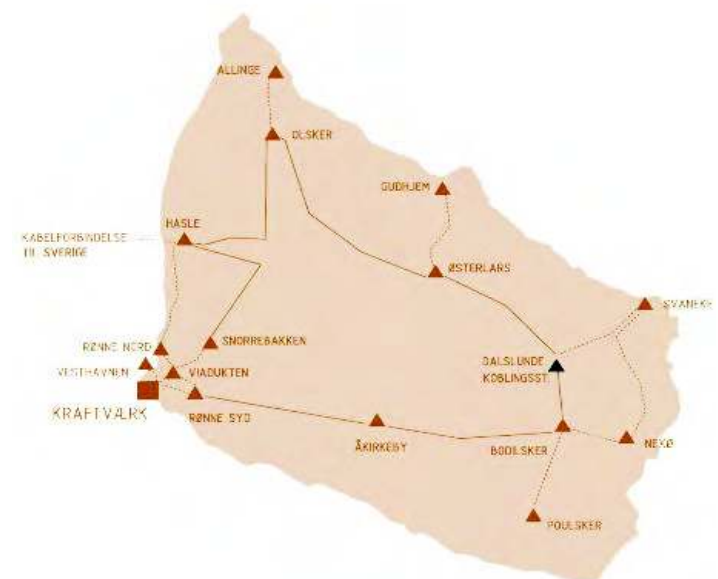 ALLINGE
OLSKER
GUDHJEM
HASLE
KABELFORBINDELSE
TIL SVERIGE
ØSTERLARS
SVANEKE
RØNNE NORD
SNORREBAKKEN
VESTHAVNEN
VIADUKTEN
DALSLUNDE
KOBLINGSST.
KRAFTVÆRK
RØNNE SYD
ÅKIRKEBY
BODILSKER
NEXØ
POULSKER